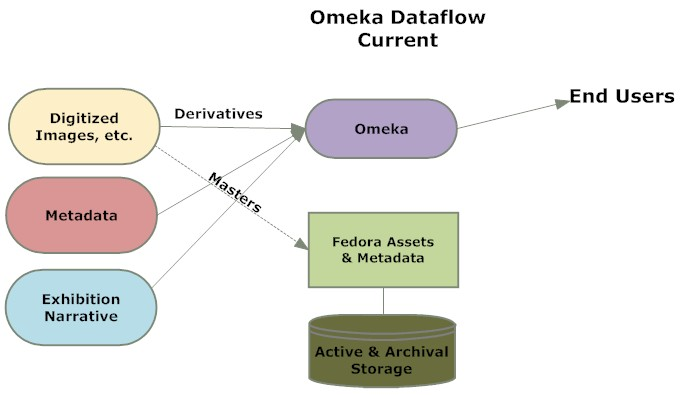 Omeka Dataflow
Current
Digitized
Images, etc.
Derivatives
Omeka
End Users
Metadata
Masters
Fedora Assets
& Metadata
Exhibition
Narrative
Active & Archival
Storage